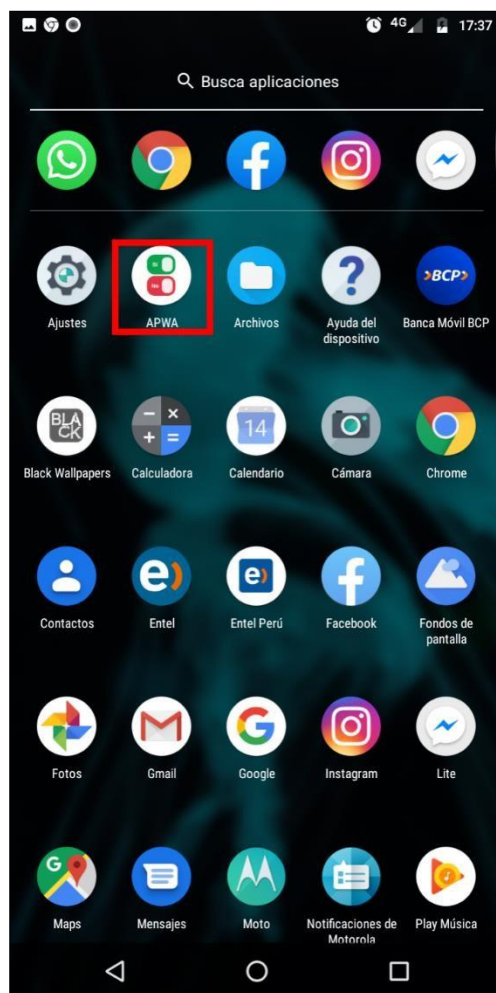 4G 17:37
Busca aplicaciones
Ajustes
Si
No
APWA
Archivos
?
Ayuda del
dispositivo
›BCP›
Banca Móvil BCP
BLA
CK
Black Wallpapers
Calculadora
14
Calendario
Cámara
Chrome
Contactos
e)
Entel
e)
Entel Perú
Facebook
Fondos de
pantalla
Fotos
Gmail
G
Google
Instagram
Lite
G
Maps
Mensajes
Moto
Notificaciones de
Motorola
Play Música